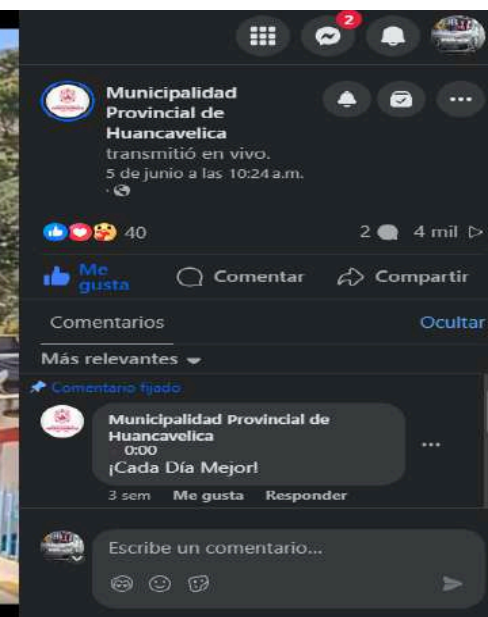 2
Municipalidad
Provincial de
Huancavelica
transmitió en vivo.
5 de junio a las 10:24 a.m.
·
40
2
4 mil
Me
gusta
Comentar
Compartir
Comentarios
Ocultar
Más relevantes
Comentario fijado
Municipalidad Provincial de
Huancavelica
0:00
¡Cada Día Mejor!
3 sem Me gusta Responder
Escribe un comentario...